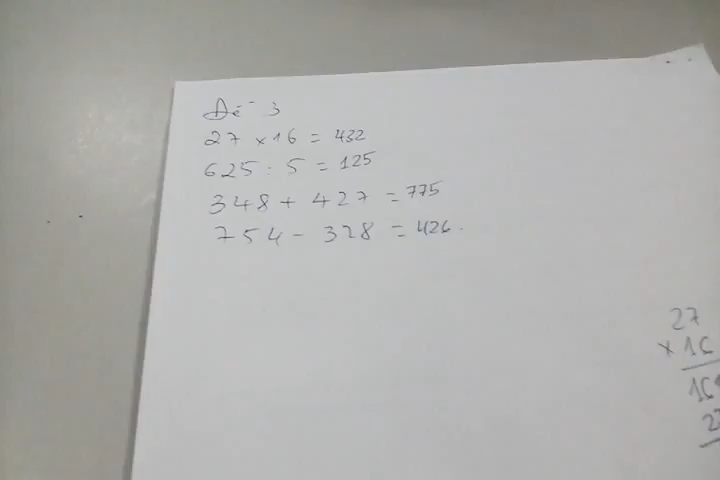 Đề 3
27 × 16 = 432
625 : 5 = 125
348 + 427 = 775
754 - 328 = 426
27
× 16